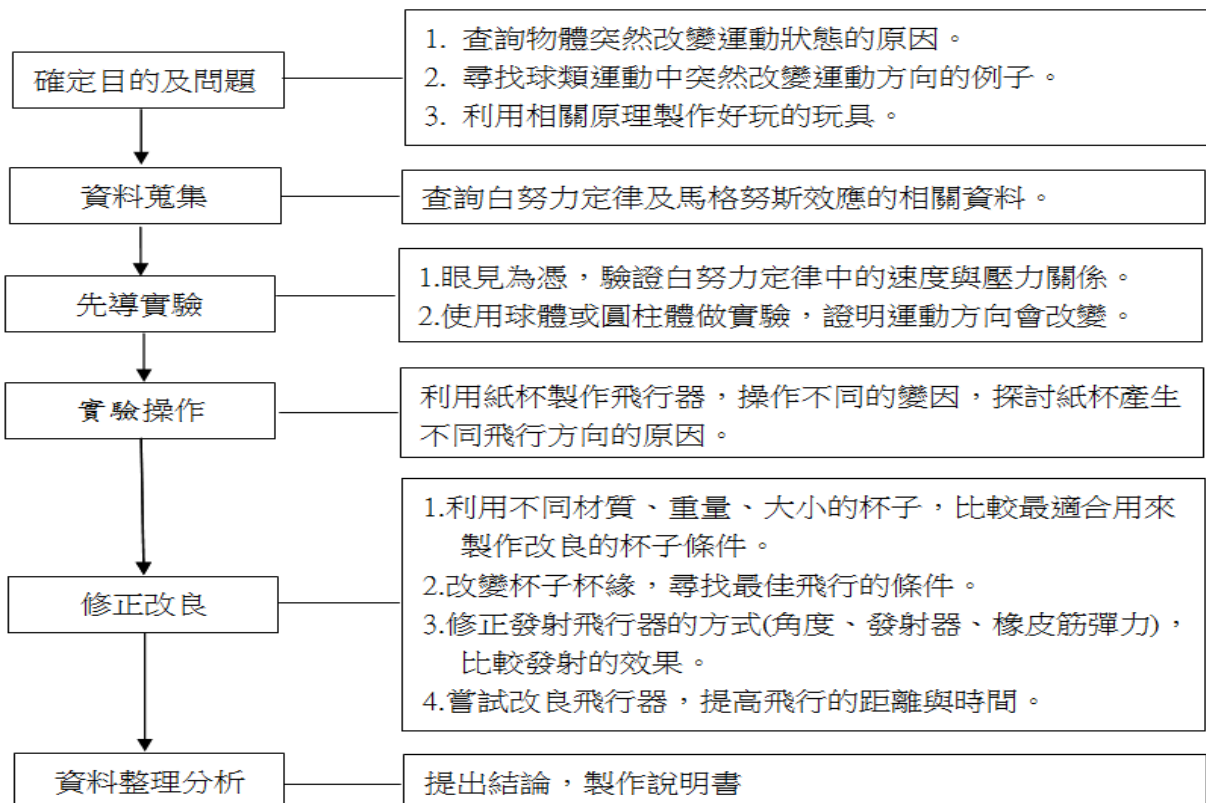 確定目的及問題
1. 查詢物體突然改變運動狀態的原因。
2. 尋找球類運動中突然改變運動方向的例子。
3. 利用相關原理製作好玩的玩具。
資料蒐集
查詢白努力定律及馬格努斯效應的相關資料。
先導實驗
1.眼見為憑，驗證白努力定律中的速度與壓力關係。
2.使用球體或圓柱體做實驗，證明運動方向會改變。
實驗操作
利用紙杯製作飛行器，操作不同的變因，探討紙杯產生
不同飛行方向的原因。
修正改良
1.利用不同材質、重量、大小的杯子，比較最適合用來
製作改良的杯子條件。
2.改變杯子杯緣，尋找最佳飛行的條件。
3.修正發射飛行器的方式(角度、發射器、橡皮筋彈力)，
比較發射的效果。
4.嘗試改良飛行器，提高飛行的距離與時間。
資料整理分析
提出結論，製作說明書